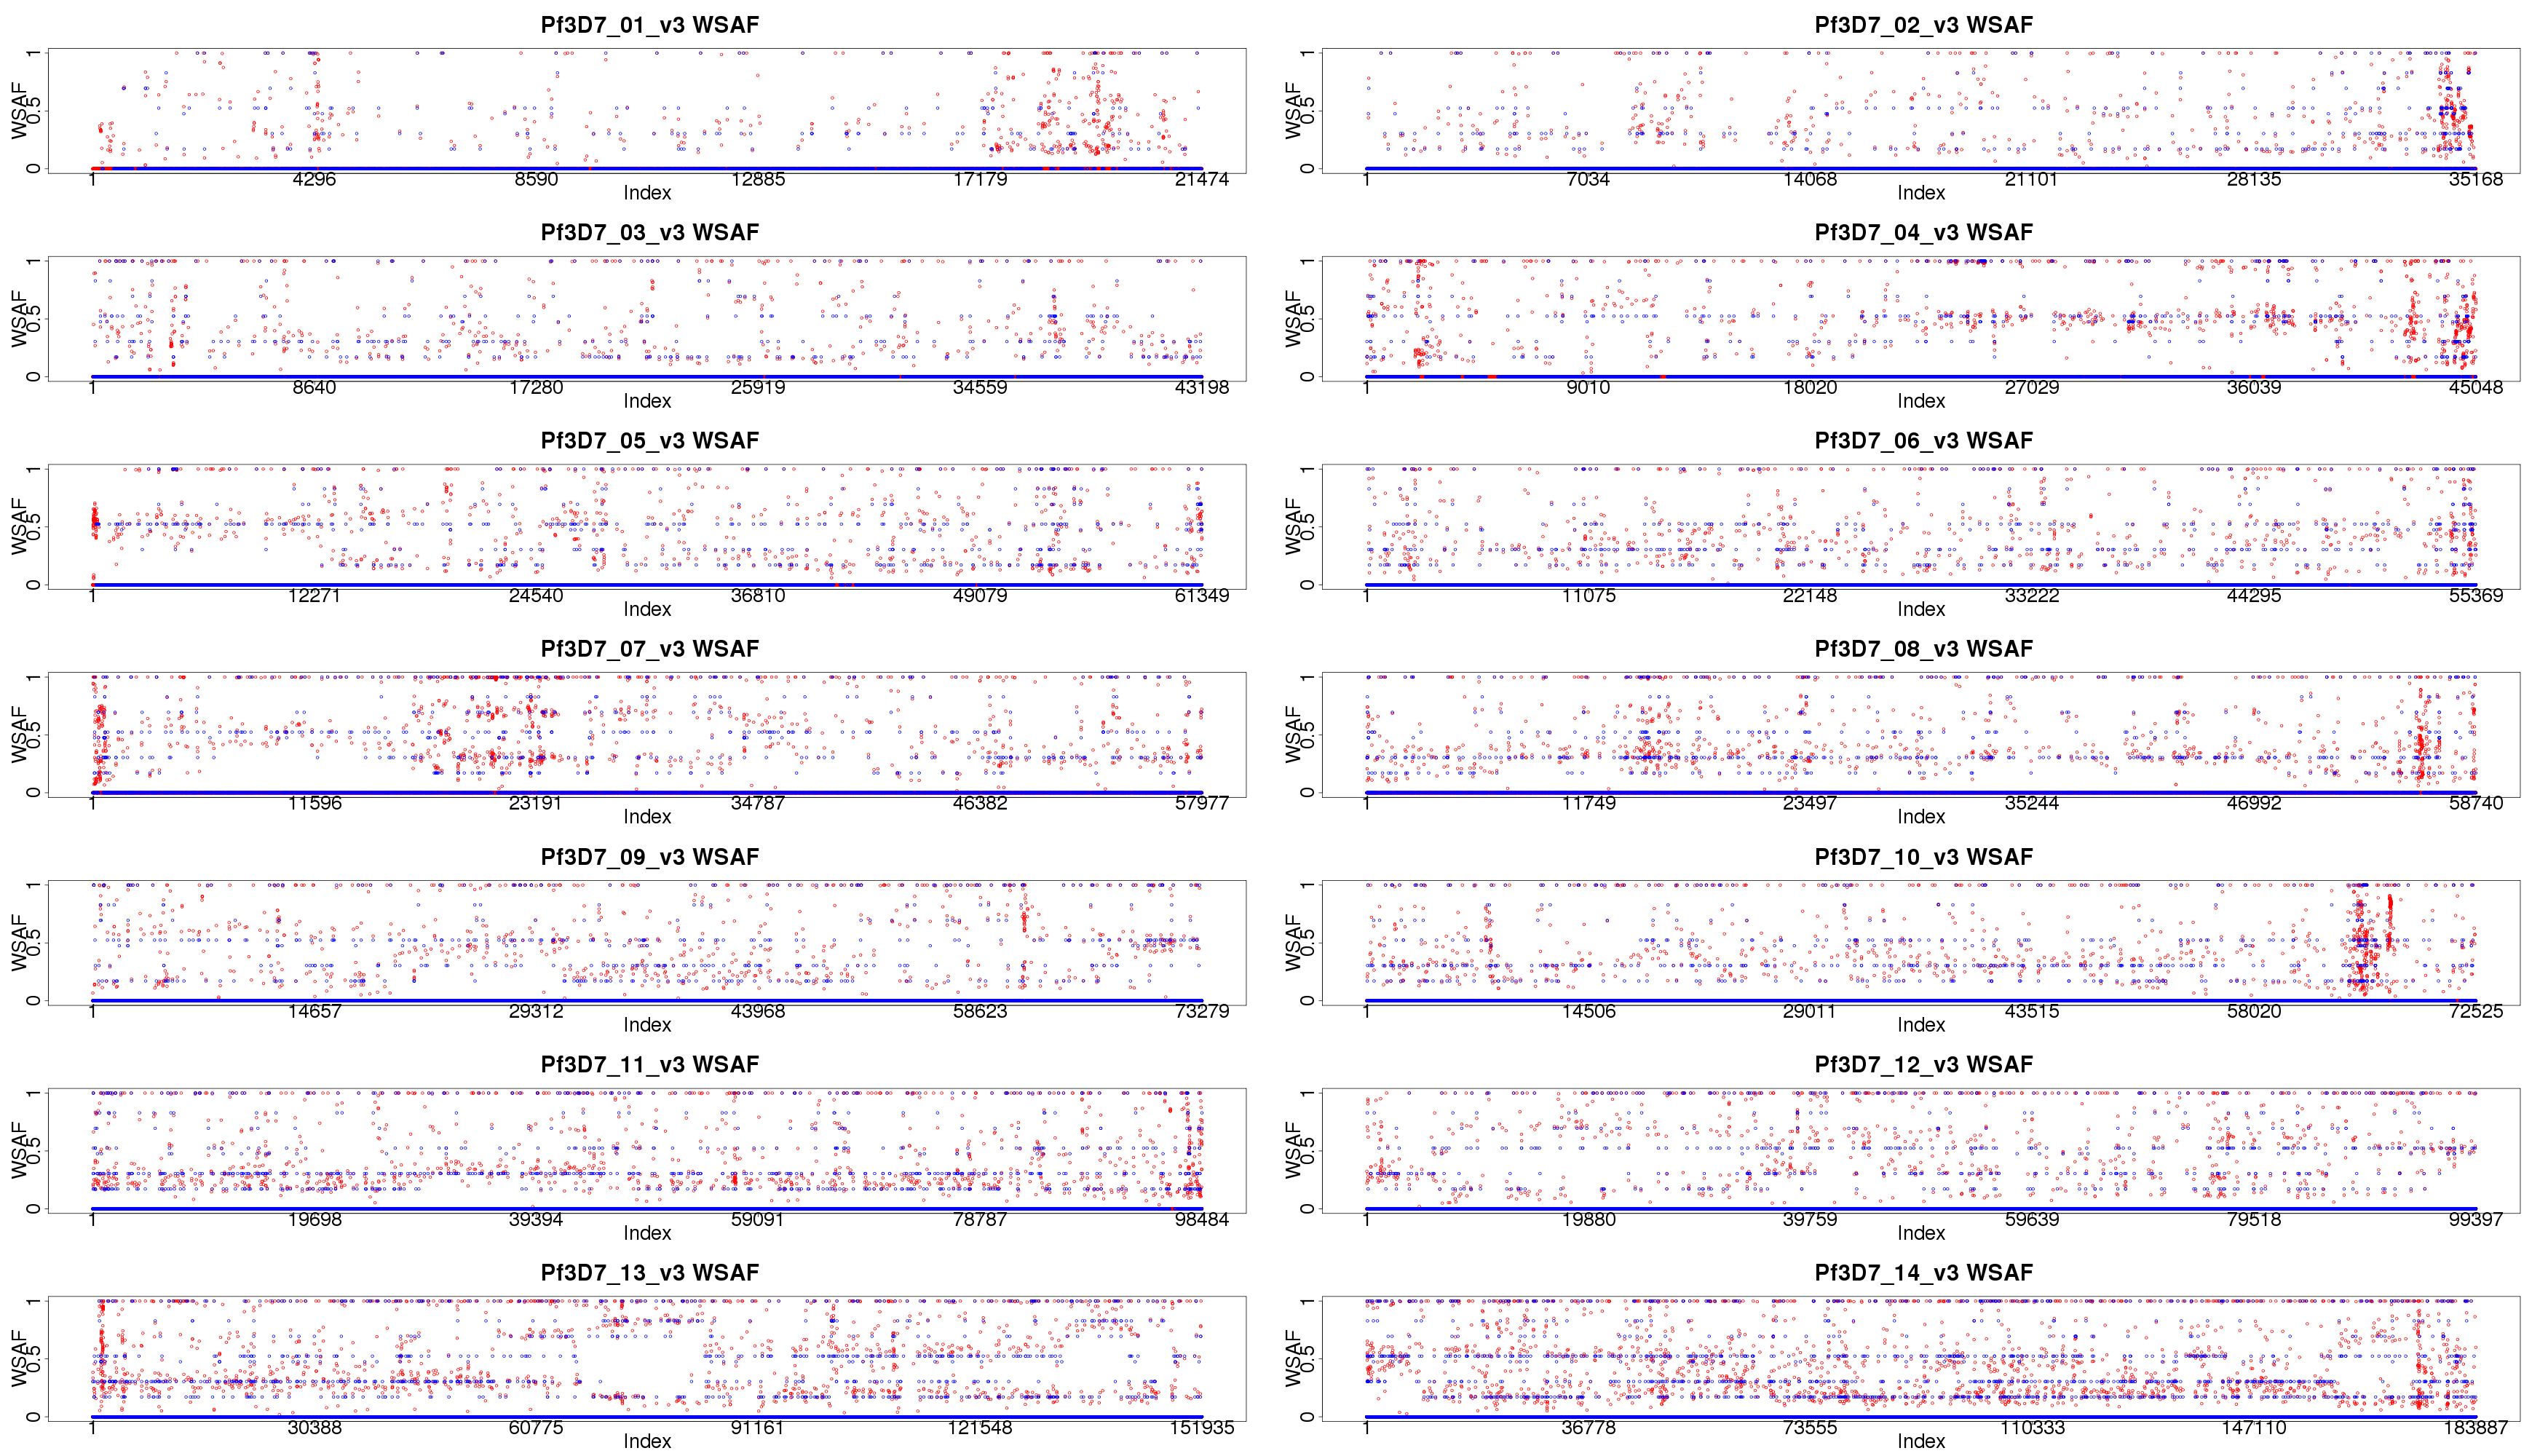 Pf3D7_01_v3 WSAF
WSAF
0 0.5 1
1 4296 8590 12885 17179 21474
Index
Pf3D7_02_v3 WSAF
WSAF
0 0.5 1
1 7034 14068 21101 28135 35168
Index
Pf3D7_03_v3 WSAF
WSAF
0 0.5 1
1 8640 17280 25919 34559 43198
Index
Pf3D7_04_v3 WSAF
WSAF
0 0.5 1
1 9010 18020 27029 36039 45048
Index
Pf3D7_05_v3 WSAF
WSAF
0 0.5 1
1 12271 24540 36810 49079 61349
Index
Pf3D7_06_v3 WSAF
WSAF
0 0.5 1
1 11075 22148 33222 44295 55369
Index
Pf3D7_07_v3 WSAF
WSAF
0 0.5 1
1 11596 23191 34787 46382 57977
Index
Pf3D7_08_v3 WSAF
WSAF
0 0.5 1
1 11749 23497 35244 46992 58740
Index
Pf3D7_09_v3 WSAF
WSAF
0 0.5 1
1 14657 29312 43968 58623 73279
Index
Pf3D7_10_v3 WSAF
WSAF
0 0.5 1
1 14506 29011 43515 58020 72525
Index
Pf3D7_11_v3 WSAF
WSAF
0 0.5 1
1 19698 39394 59091 78787 98484
Index
Pf3D7_12_v3 WSAF
WSAF
0 0.5 1
1 19880 39759 59639 79518 99397
Index
Pf3D7_13_v3 WSAF
WSAF
0 0.5 1
1 30388 60775 91161 121548 151935
Index
Pf3D7_14_v3 WSAF
WSAF
0 0.5 1
1 36778 73555 110333 147110 183887
Index